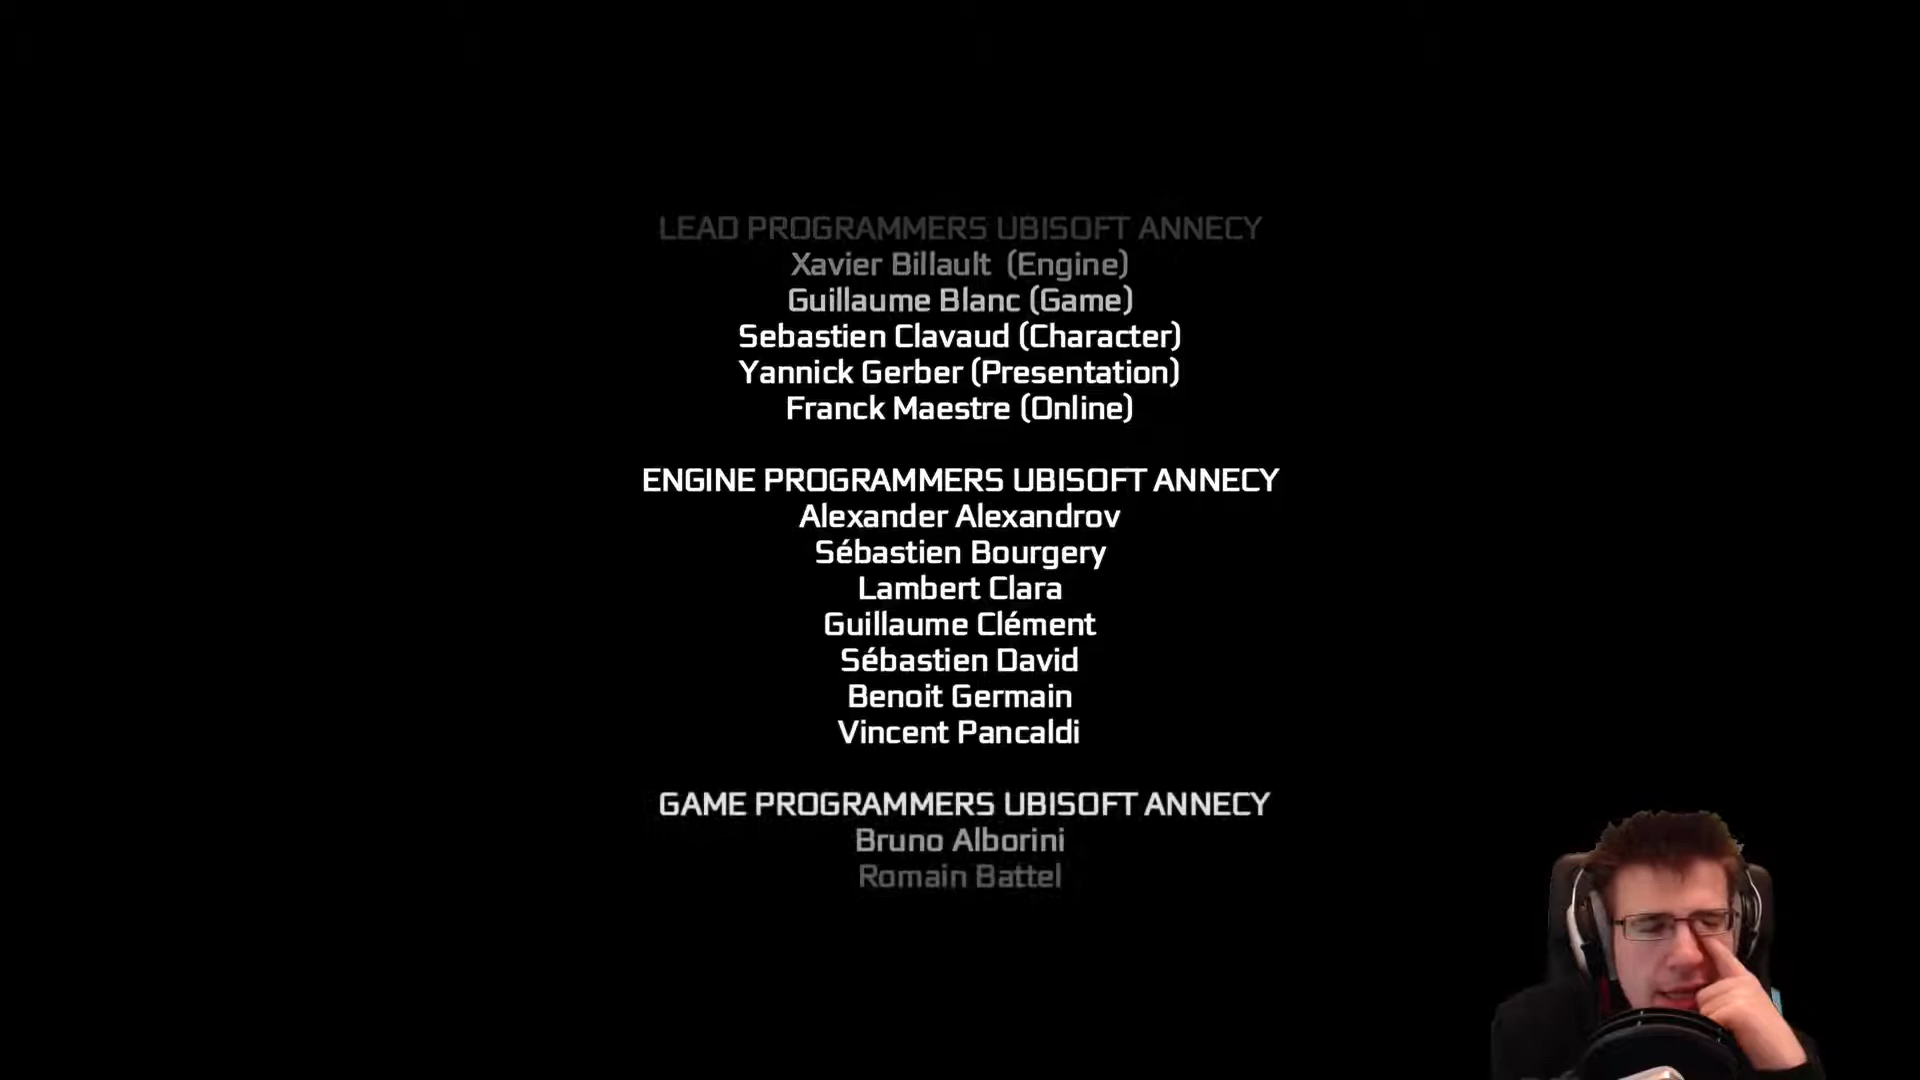 LEAD PROGRAMMERS UBISOFT ANNECY
Xavier Billault (Engine)
Guillaume Blanc (Game)
Sebastien Clavaud (Character)
Yannick Gerber (Presentation)
Franck Maestre (Online)
ENGINE PROGRAMMERS UBISOFT ANNECY
Alexander Alexandrov
Sébastien Bourgery
Lambert Clara
Guillaume Clément
Sébastien David
Benoit Germain
Vincent Pancaldi
GAME PROGRAMMERS UBISOFT ANNECY
Bruno Alborini
Romain Battel